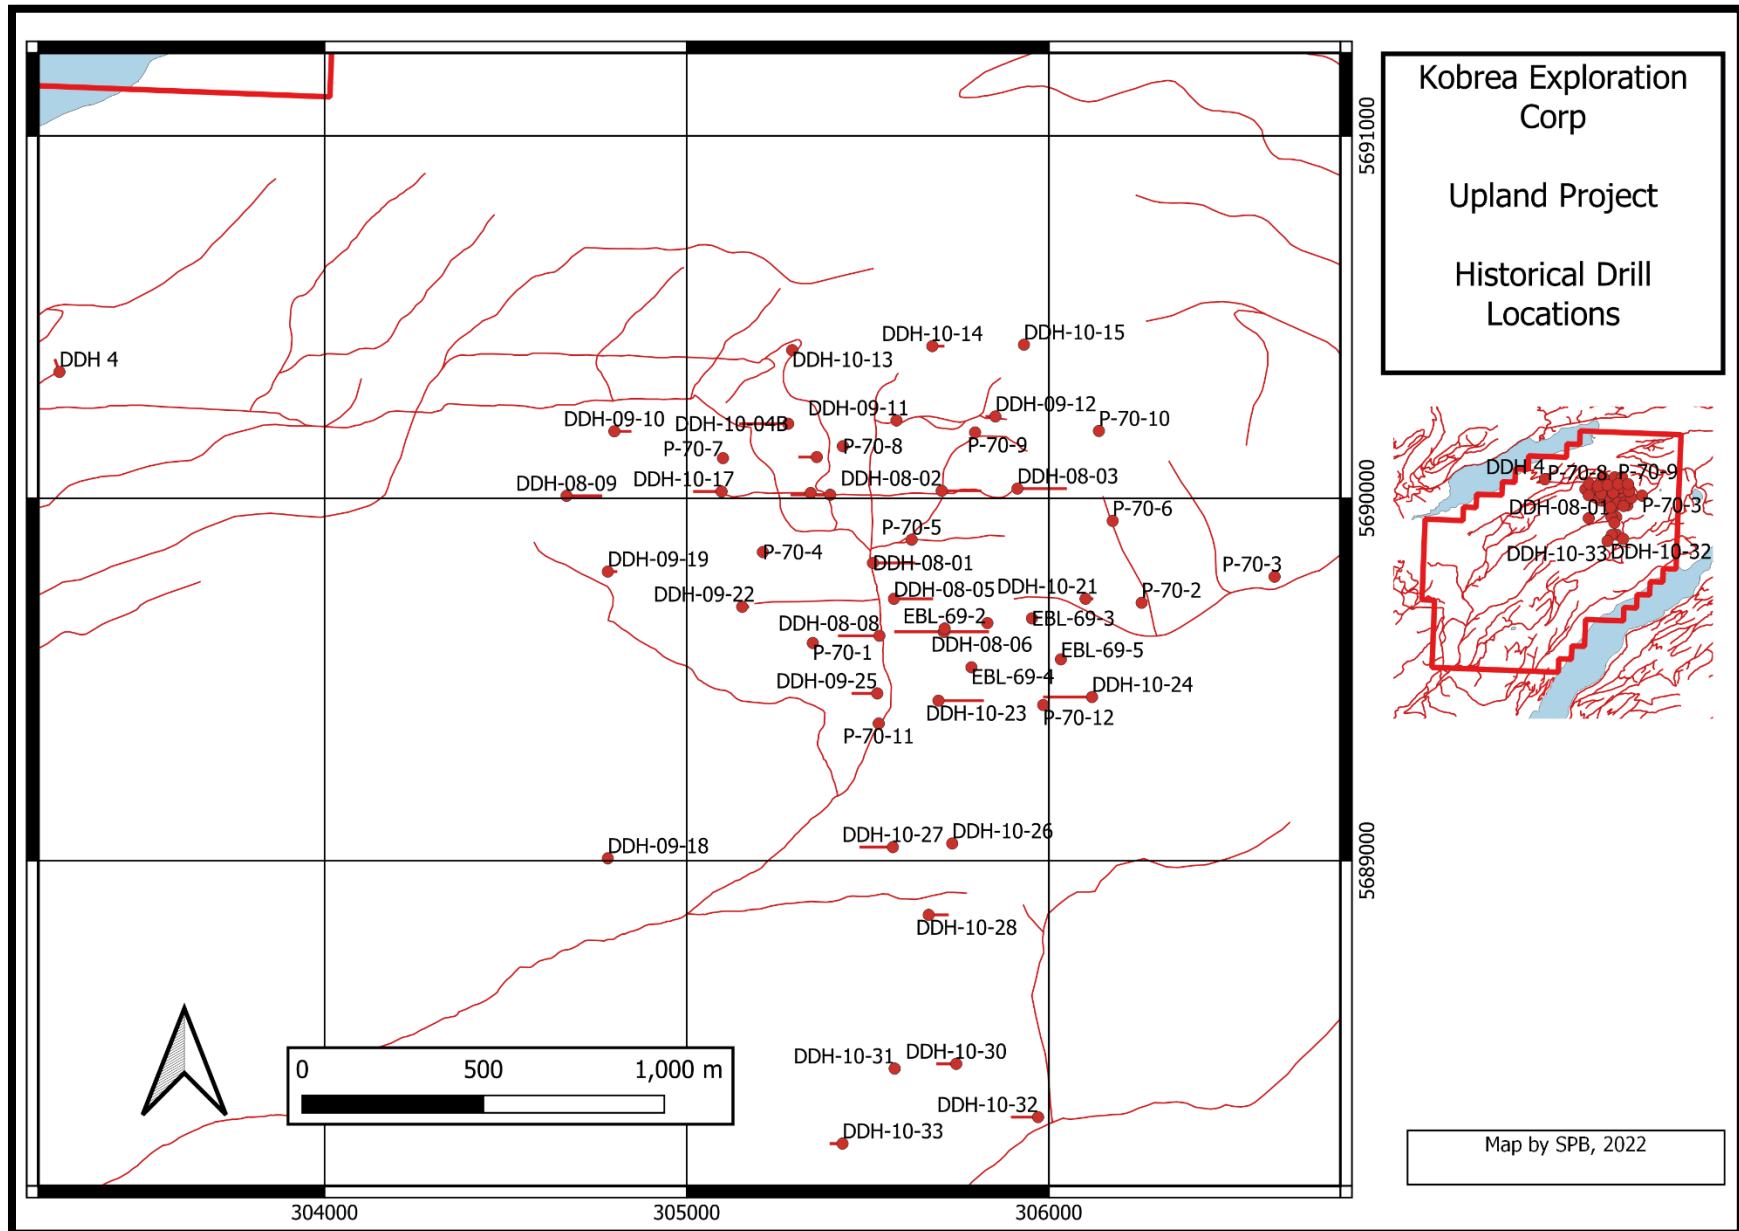 Kobrea Exploration
Corp
Upland Project
Historical Drill
Locations
5691000
5690000
5689000
DDH-10-14
DDH-10-15
DDH 4
DDH-10-13
DDH-09-10
DDH-10-04B
DDH-09-11
DDH-09-12
P-70-10
P-70-7
P-70-8
P-70-9
DDH-08-09
DDH-10-17
DDH-08-02
DDH-08-03
P-70-6
P-70-5
P-70-4
DDH-08-01
P-70-3
DDH-09-19
DDH-09-22
DDH-08-05
DDH-10-21
P-70-2
EBL-69-2
EBL-69-3
DDH-08-08
DDH-08-06
P-70-1
EBL-69-5
EBL-69-4
DDH-09-25
DDH-10-24
DDH-10-23
P-70-12
P-70-11
DDH-09-18
DDH-10-27
DDH-10-26
DDH-10-28
DDH-10-31
DDH-10-30
DDH-10-32
DDH-10-33
0 500 1,000 m
304000 305000 306000
DDH 4
P-70-8
P-70-9
DDH-08-01
P-70-3
DDH-10-33
DDH-10-32
Map by SPB, 2022